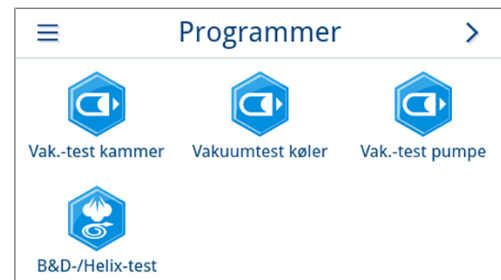 Programmer
Vak.-test kammer
Vakuumtest køler
Vak.-test pumpe
B&D-/Helix-test